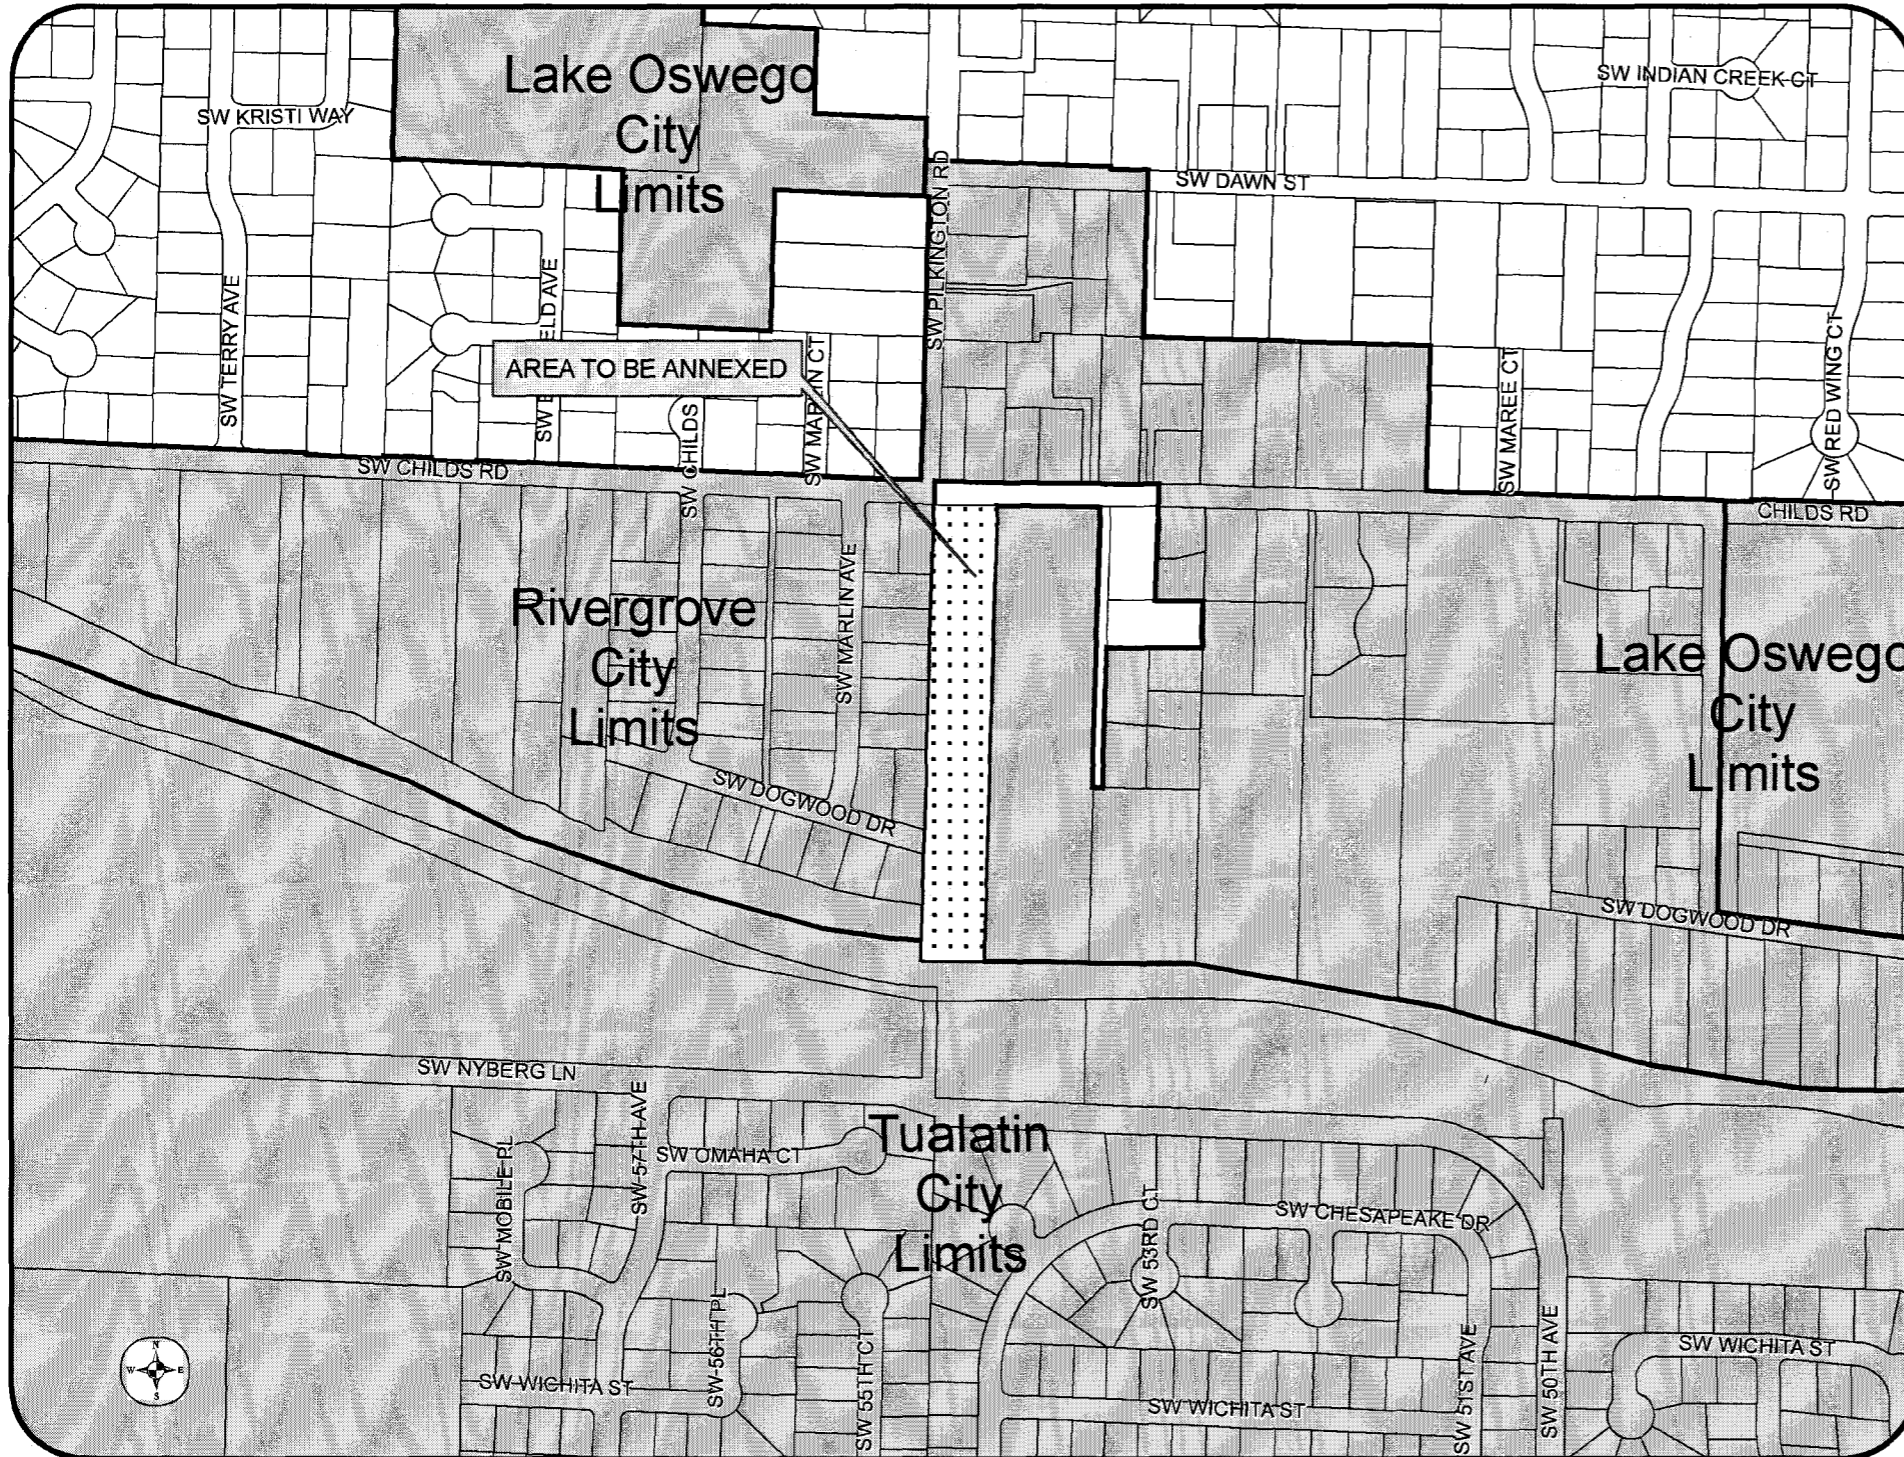 Lake Oswego
City
Limits
SW INDIAN CREEK CT
SW KRISTI WAY
SW DAWN ST
SW PILKINGTON RD
SW TERRY AVE
AREA TO BE ANNEXED
SW MARLIN CT
SW MAREE CT
SW RED WING CT
SW CHILDS RD
SW CHILDS
CHILDS RD
Rivergrove
City
Limits
SW MARLIN AVE
Lake Oswego
City
Limits
SW DOGWOOD DR
SW DOGWOOD DR
SW NYBERG LN
SW 57TH AVE
SW MOBILE PL
SW OMAHA CT
Tualatin
City
Limits
SW 53RD CT
SW CHESAPEAKE DR
SW 56TH PL
SW 55TH CT
SW 51ST AVE
SW 50TH AVE
SW WICHITA ST
SW WICHITA ST
SW WICHITA ST
N
W E
S